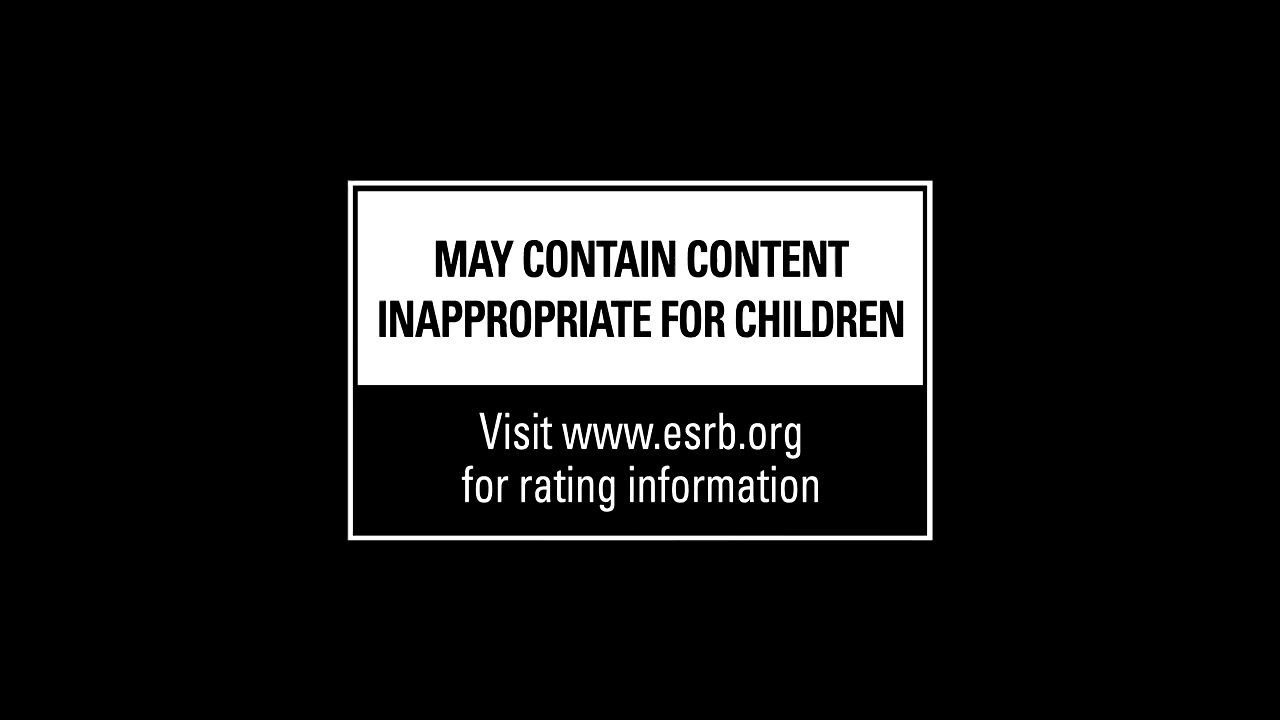 MAY CONTAIN CONTENT
INAPPROPRIATE FOR CHILDREN
Visit www.esrb.org
for rating information